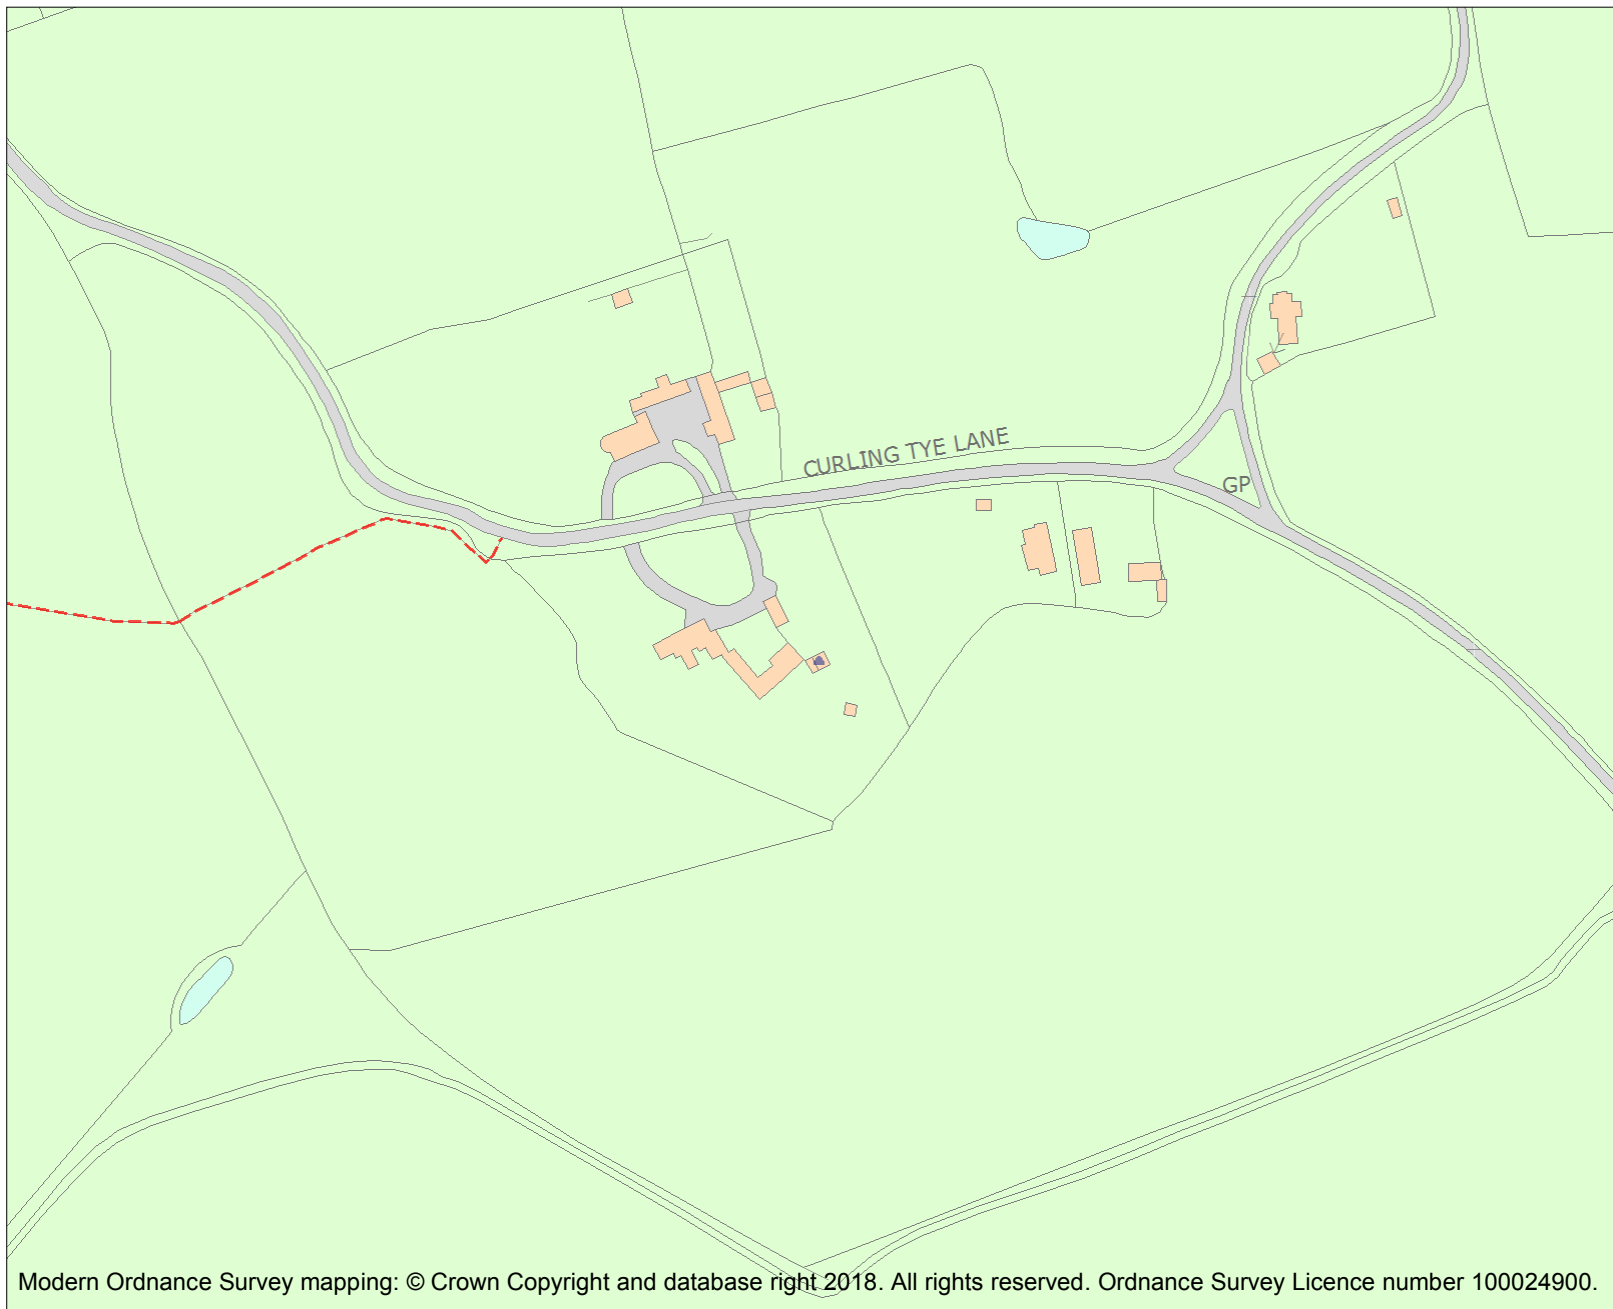 CURLING TYE LANE
GP
Modern Ordnance Survey mapping: © Crown Copyright and database right 2018. All rights reserved. Ordnance Survey Licence number 100024900.